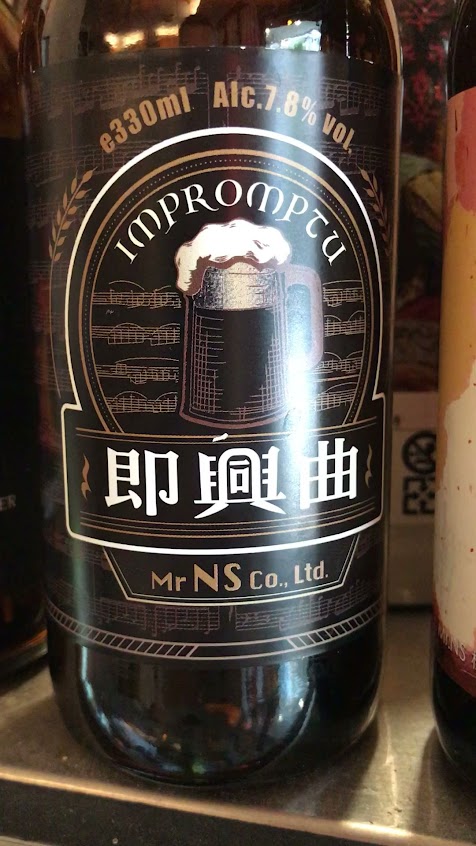 e330ml Alc.7.8% vol.
IMPROMPTU
即興曲
Mr NS Co., Ltd.